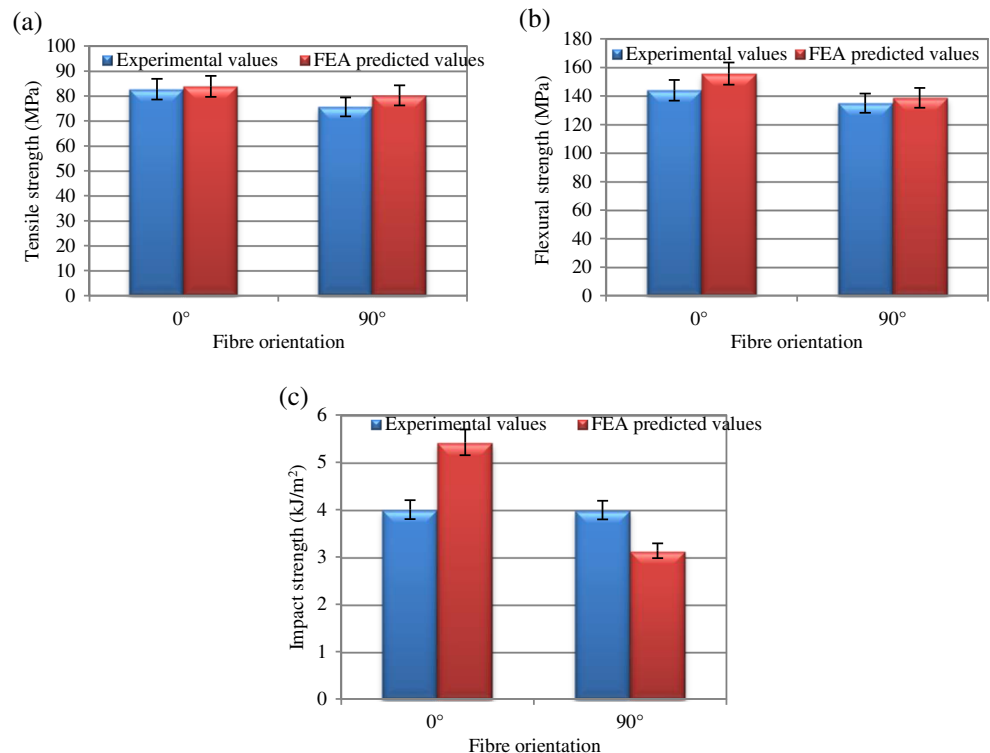 (a)
Experimental values FEA predicted values
100
90
80
70
60
50
40
30
20
10
0
Tensile strength (MPa)
0° 90°
Fibre orientation
(b)
Experimental values FEA predicted values
180
160
140
120
100
80
60
40
20
0
Flexural strength (MPa)
0° 90°
Fibre orientation
(c)
Experimental values FEA predicted values
6
5
4
3
2
1
0
Impact strength (kJ/m²)
0° 90°
Fibre orientation